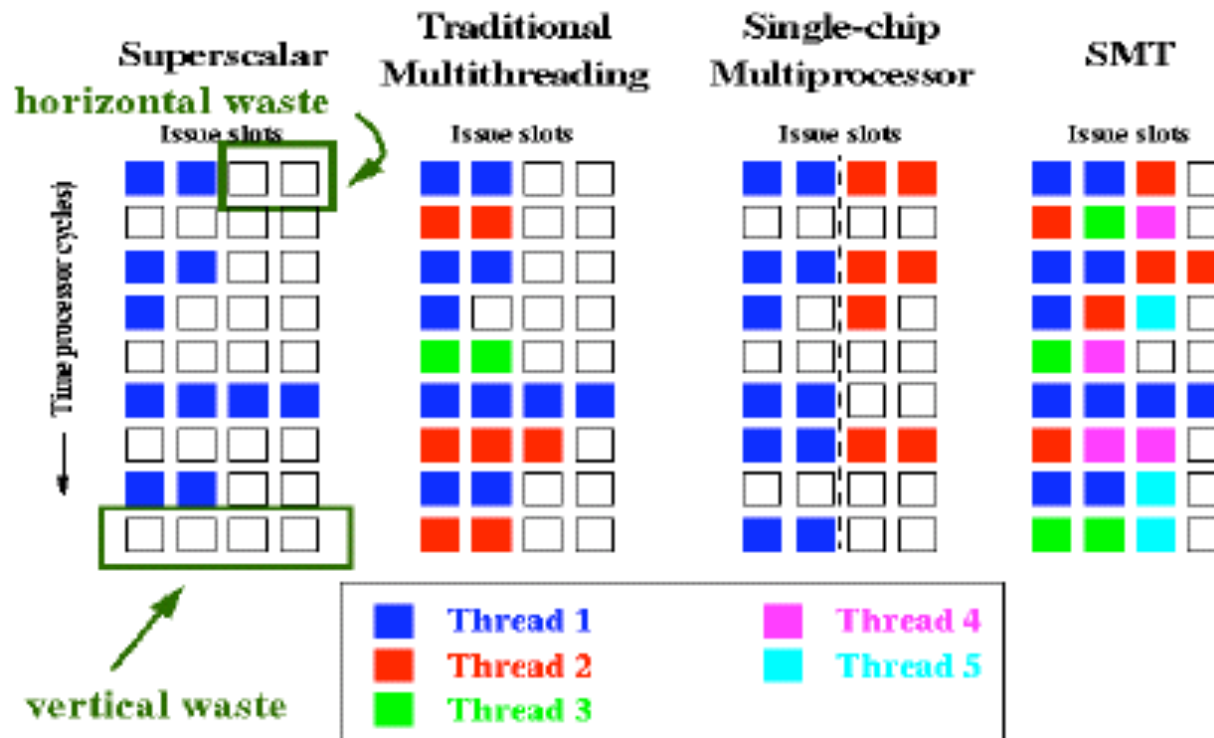 Superscalar
horizontal waste
Issue slots
Traditional
Multithreading
Issue slots
Single-chip
Multiprocessor
Issue slots
SMT
Issue slots
Time processor cycles)
vertical waste
Thread 1
Thread 2
Thread 3
Thread 4
Thread 5